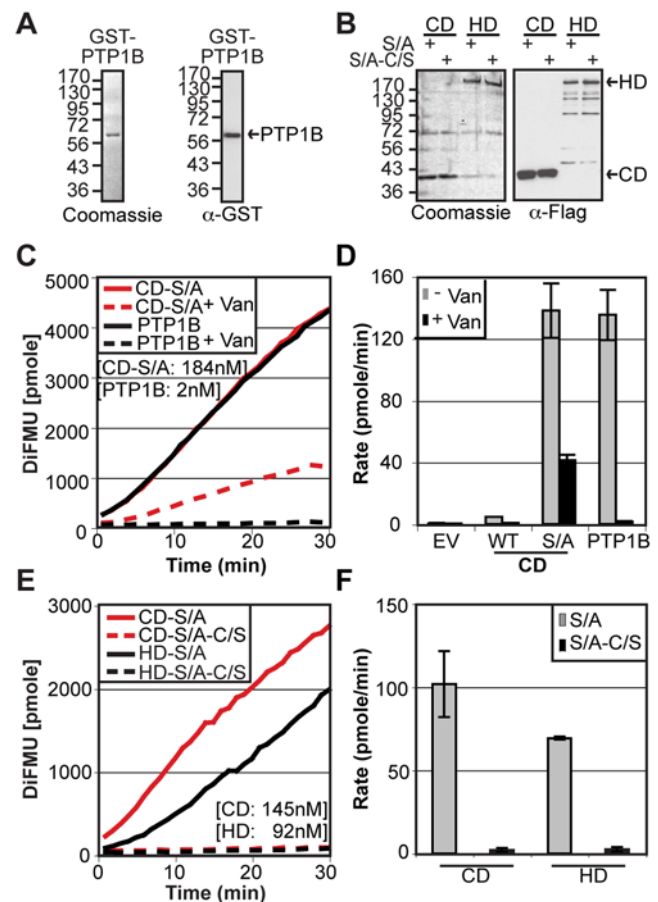 A
GST-
PTP1B
GST-
PTP1B
170
130
95
72
56
43
36
170
130
95
72
56
43
36
←PTP1B
Coomassie
α-GST
B
CD HD CD HD
S/A + + + +
S/A-C/S + + + +
170
130
95
72
56
43
36
←HD
←CD
Coomassie
α-Flag
C
5000
4000
3000
2000
1000
0
DiFMU [pmole]
CD-S/A
CD-S/A+ Van
PTP1B
PTP1B+ Van
[CD-S/A: 184nM]
[PTP1B: 2nM]
0 10 20 30
Time (min)
D
160
120
80
40
0
Rate (pmole/min)
- Van
+ Van
EV WT S/A PTP1B
CD
E
3000
2000
1000
0
DiFMU [pmole]
CD-S/A
CD-S/A-C/S
HD-S/A
HD-S/A-C/S
[CD: 145nM]
[HD: 92nM]
0 10 20 30
Time (min)
F
150
100
50
0
Rate (pmole/min)
S/A
S/A-C/S
CD HD